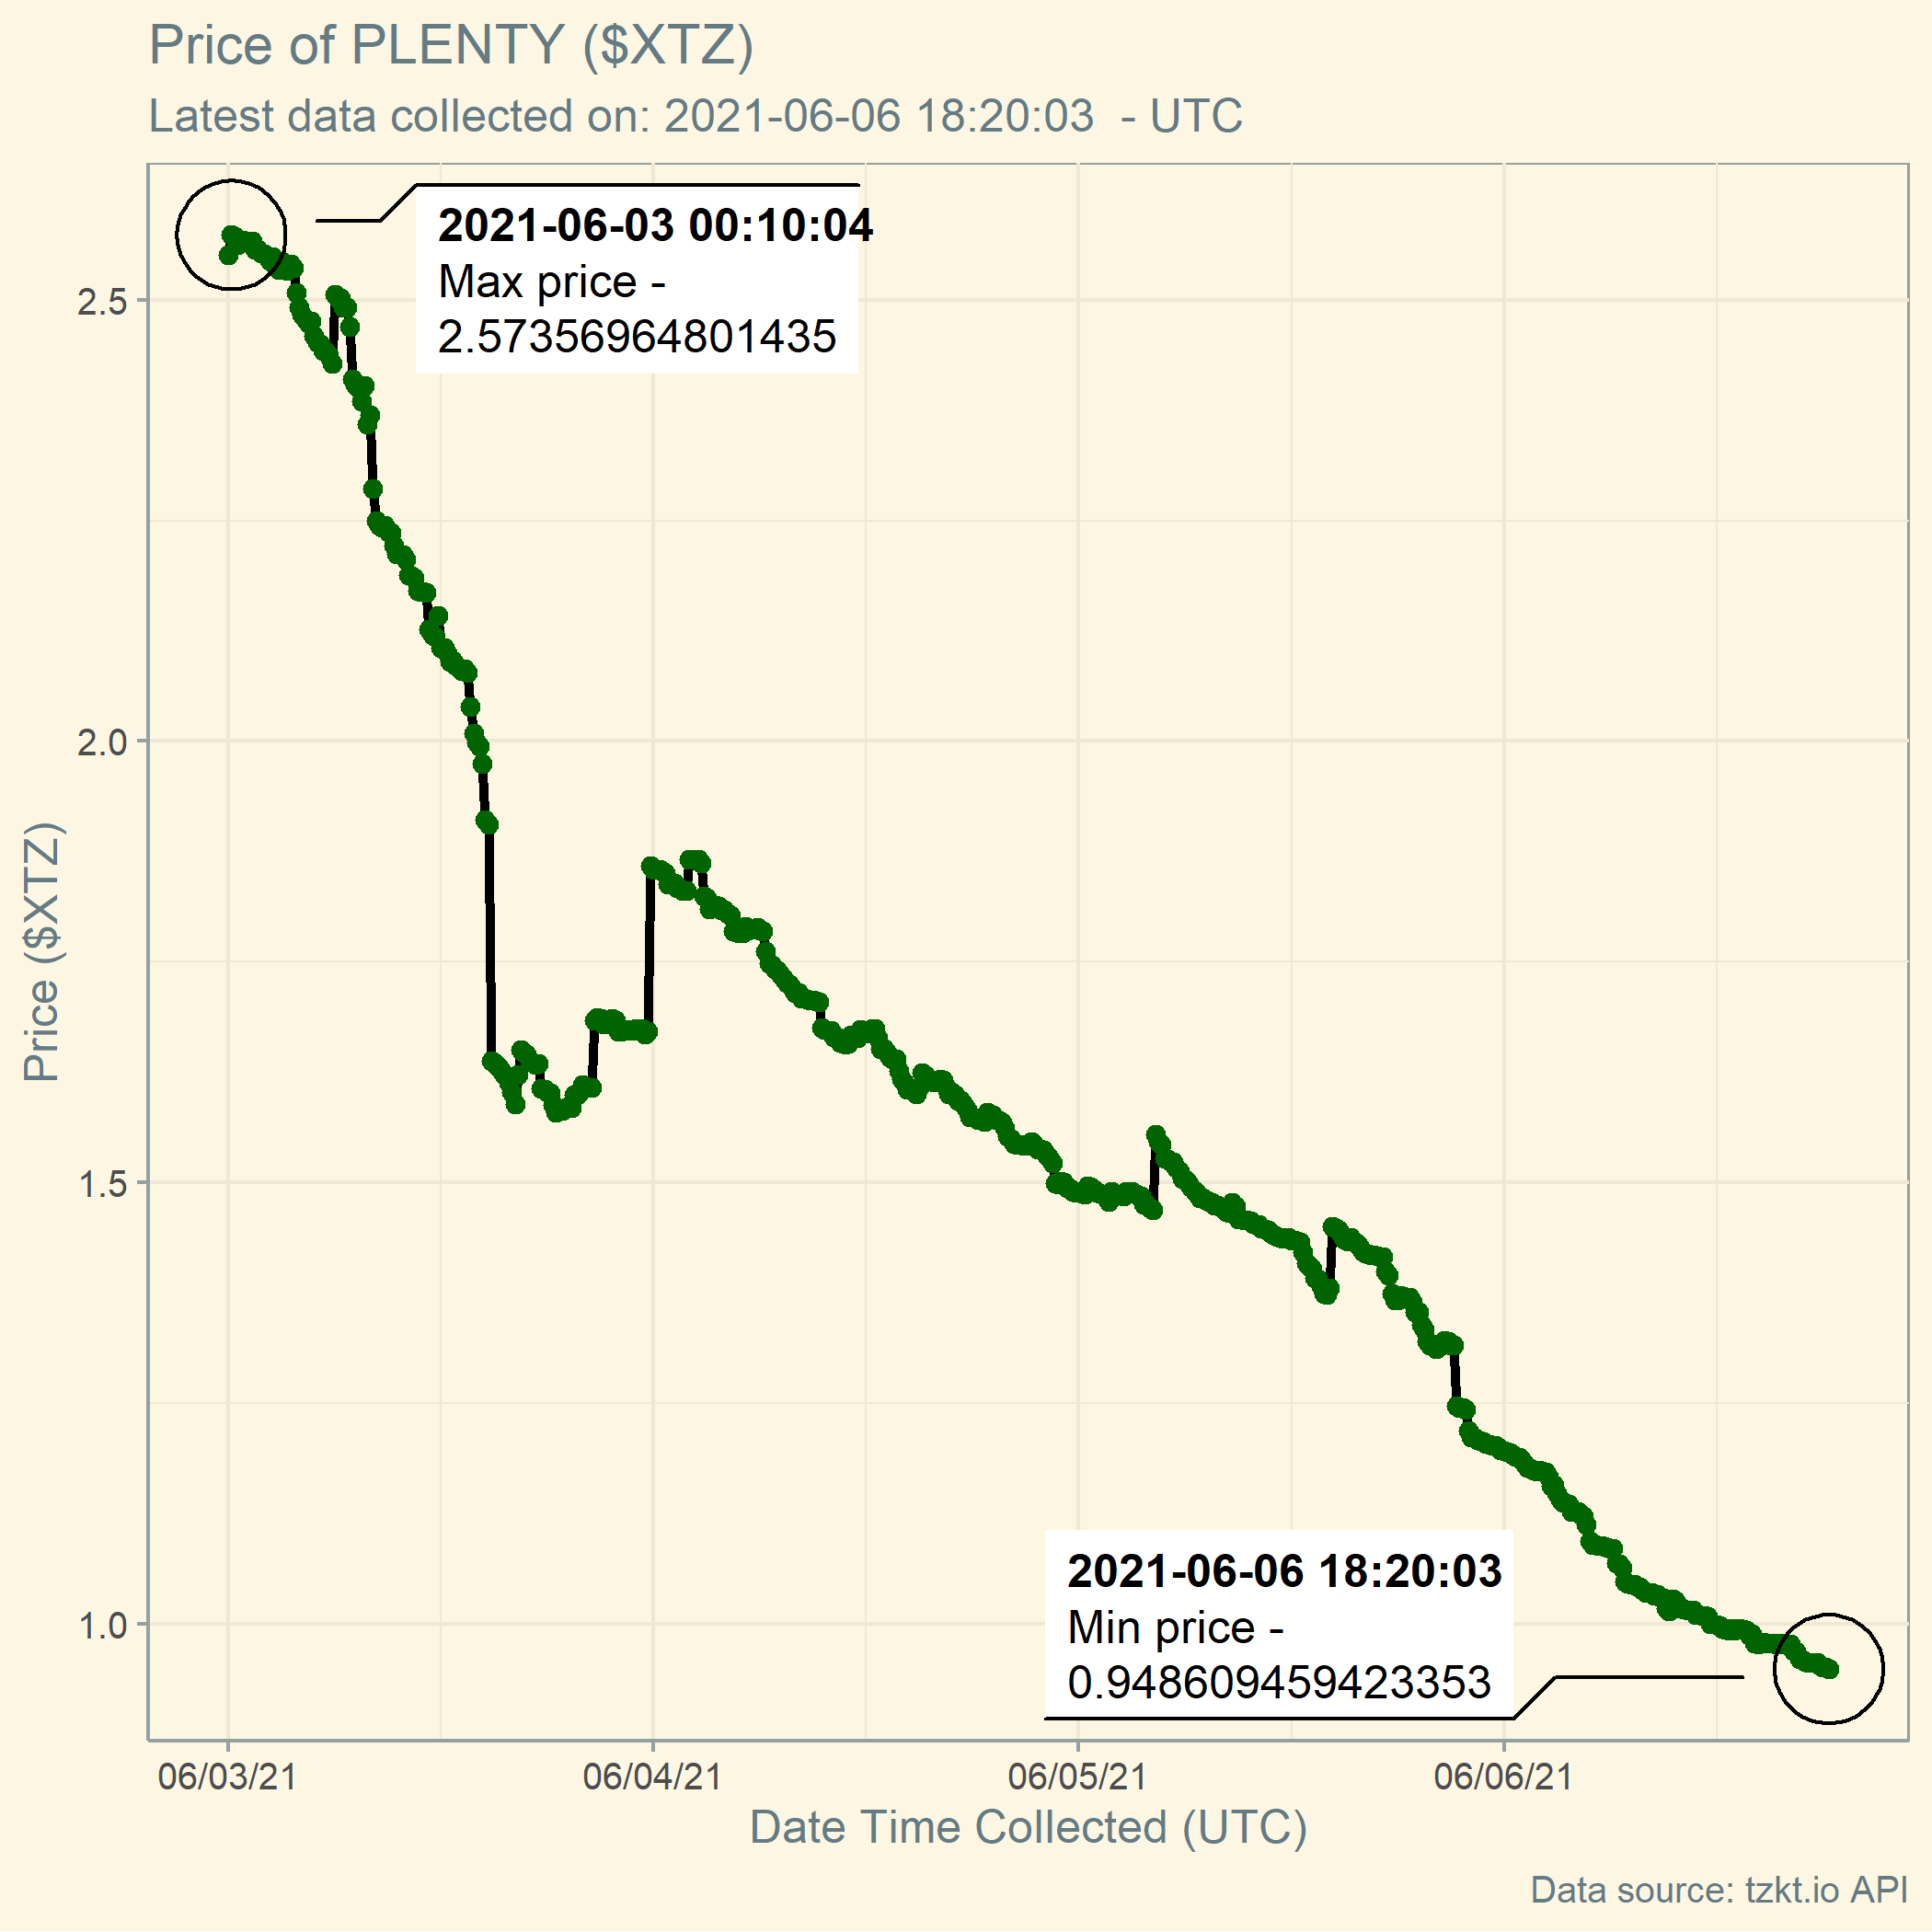 Price of PLENTY ($XTZ)
Latest data collected on: 2021-06-06 18:20:03  - UTC
2021-06-03 00:10:04
Max price -
2.57356964801435
2.5
2.0
1.5
1.0
Price ($XTZ)
2021-06-06 18:20:03
Min price -
0.948609459423353
06/03/21
06/04/21
06/05/21
06/06/21
Date Time Collected (UTC)
Data source: tzkt.io API